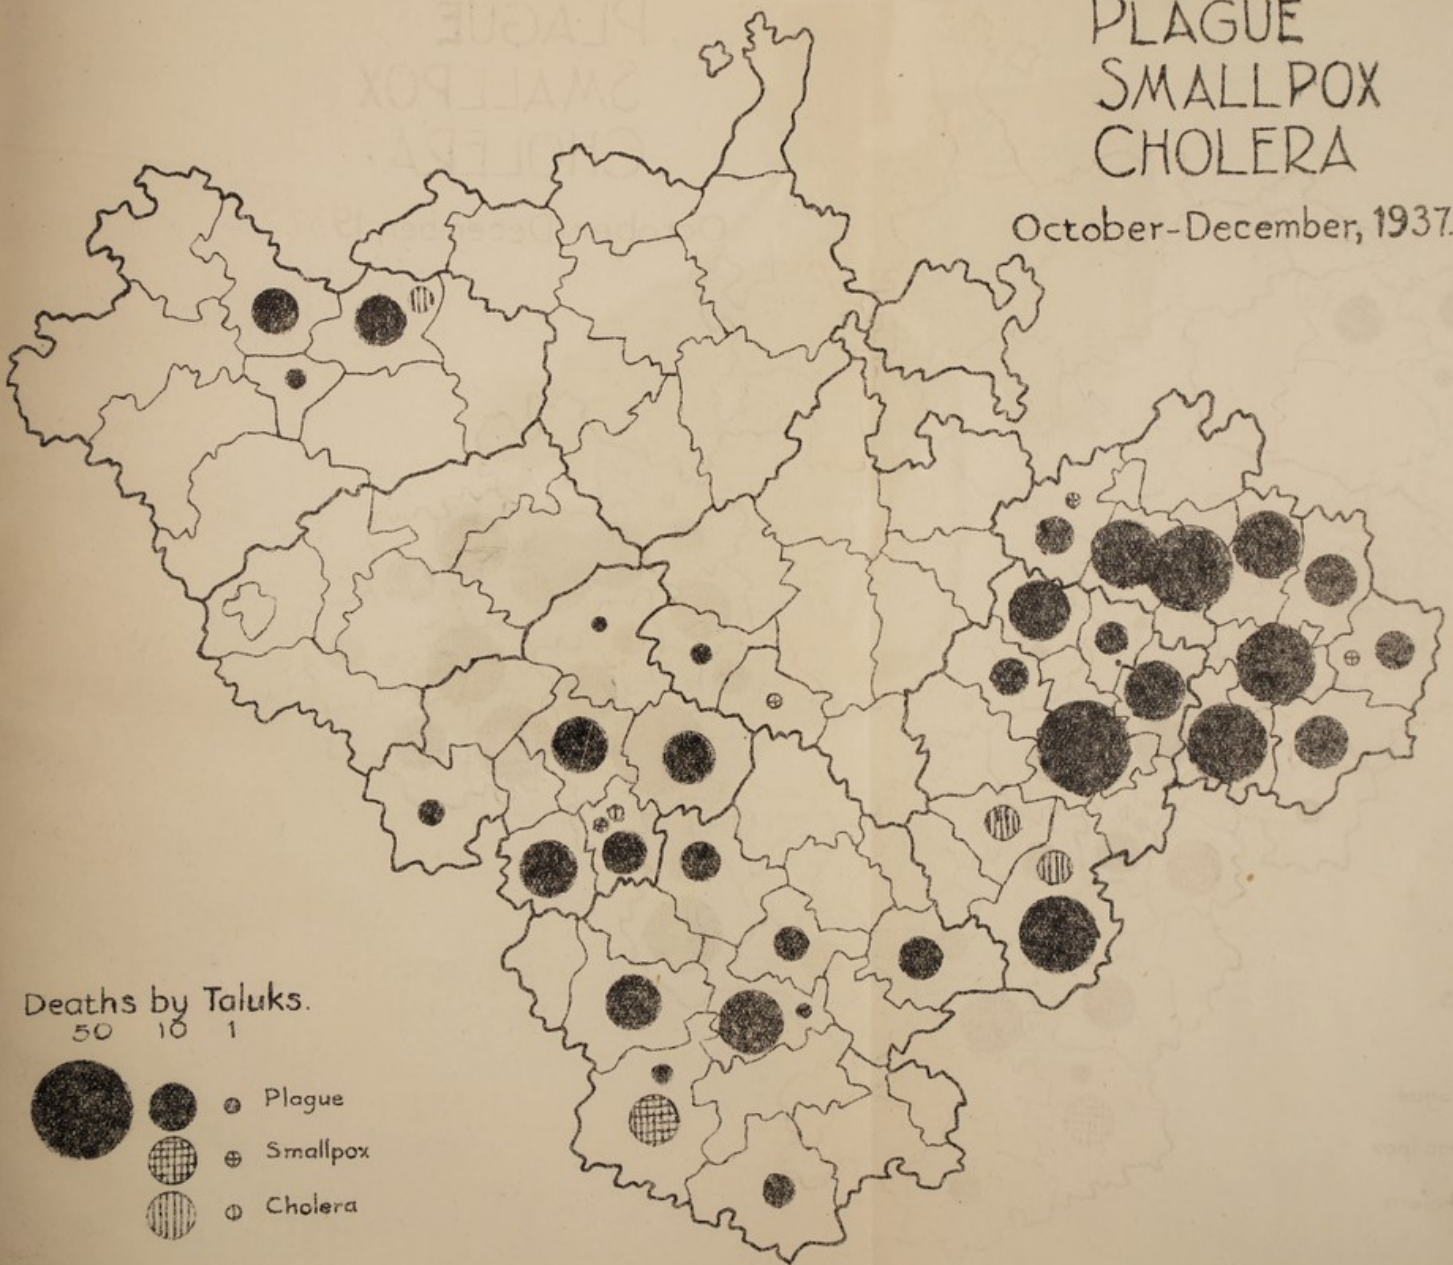 PLAGUE
SMALLPOX
CHOLERA
October-December, 1937.
Deaths by Taluks.
50 10 1
Plague
Smallpox
Cholera